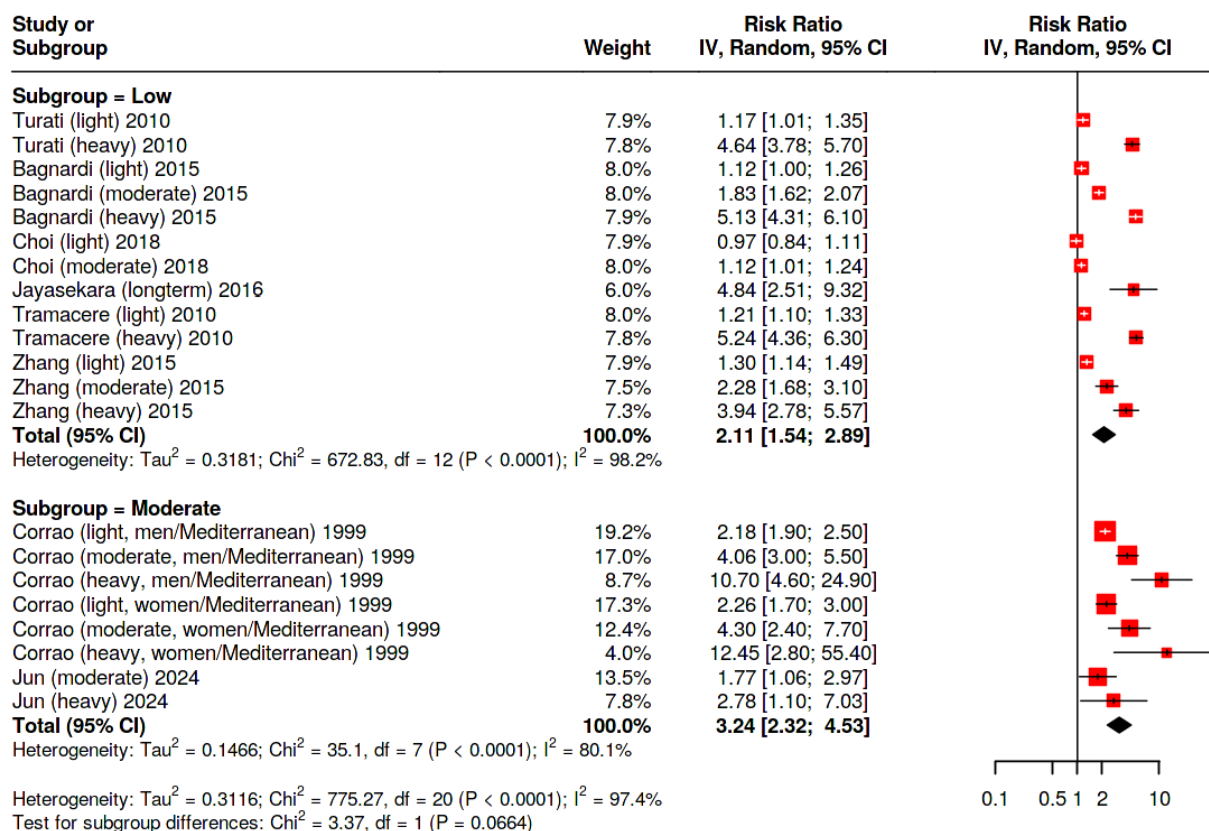 Study or Risk Ratio Risk Ratio
Subgroup Weight IV, Random, 95% CI IV, Random, 95% CI
Subgroup = Low
Turati (light) 2010 7.9% 1.17 [1.01; 1.35]
Turati (heavy) 2010 7.8% 4.64 [3.78; 5.70]
Bagnardi (light) 2015 8.0% 1.12 [1.00; 1.26]
Bagnardi (moderate) 2015 8.0% 1.83 [1.62; 2.07]
Bagnardi (heavy) 2015 7.9% 5.13 [4.31; 6.10]
Choi (light) 2018 7.9% 0.97 [0.84; 1.11]
Choi (moderate) 2018 8.0% 1.12 [1.01; 1.24]
Jayasekara (longterm) 2016 6.0% 4.84 [2.51; 9.32]
Tramacere (light) 2010 8.0% 1.21 [1.10; 1.33]
Tramacere (heavy) 2010 7.8% 5.24 [4.36; 6.30]
Zhang (light) 2015 7.9% 1.30 [1.14; 1.49]
Zhang (moderate) 2015 7.5% 2.28 [1.68; 3.10]
Zhang (heavy) 2015 7.3% 3.94 [2.78; 5.57]
Total (95% CI) 100.0% 2.11 [1.54; 2.89]
Heterogeneity: Tau² = 0.3181; Chi² = 672.83, df = 12 (P < 0.0001); I² = 98.2%
Subgroup = Moderate
Corrao (light, men/Mediterranean) 1999 19.2% 2.18 [1.90; 2.50]
Corrao (moderate, men/Mediterranean) 1999 17.0% 4.06 [3.00; 5.50]
Corrao (heavy, men/Mediterranean) 1999 8.7% 10.70 [4.60; 24.90]
Corrao (light, women/Mediterranean) 1999 17.3% 2.26 [1.70; 3.00]
Corrao (moderate, women/Mediterranean) 1999 12.4% 4.30 [2.40; 7.70]
Corrao (heavy, women/Mediterranean) 1999 4.0% 12.45 [2.80; 55.40]
Jun (moderate) 2024 13.5% 1.77 [1.06; 2.97]
Jun (heavy) 2024 7.8% 2.78 [1.10; 7.03]
Total (95% CI) 100.0% 3.24 [2.32; 4.53]
Heterogeneity: Tau² = 0.1466; Chi² = 35.1, df = 7 (P < 0.0001); I² = 80.1%
Heterogeneity: Tau² = 0.3116; Chi² = 775.27, df = 20 (P < 0.0001); I² = 97.4% 0.1 0.5 1 2 10
Test for subgroup differences: Chi² = 3.37, df = 1 (P = 0.0664)